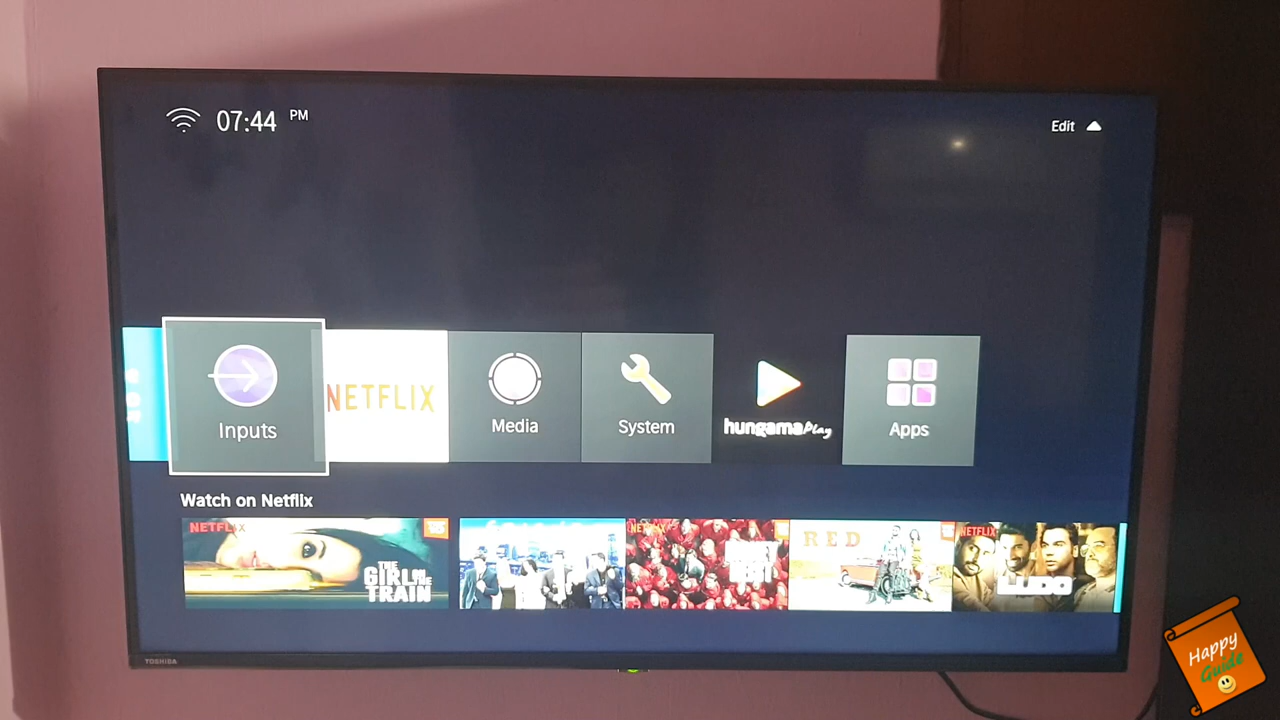 07:44 PM
Edit
Inputs
NETFLIX
Media
System
hungama Play
Apps
Watch on Netflix
NETFLIX
THE
GIRL ON THE
TRAIN
NETFLIX
RED
NETFLIX
LUDO
TOSHIBA
Happy
Guide